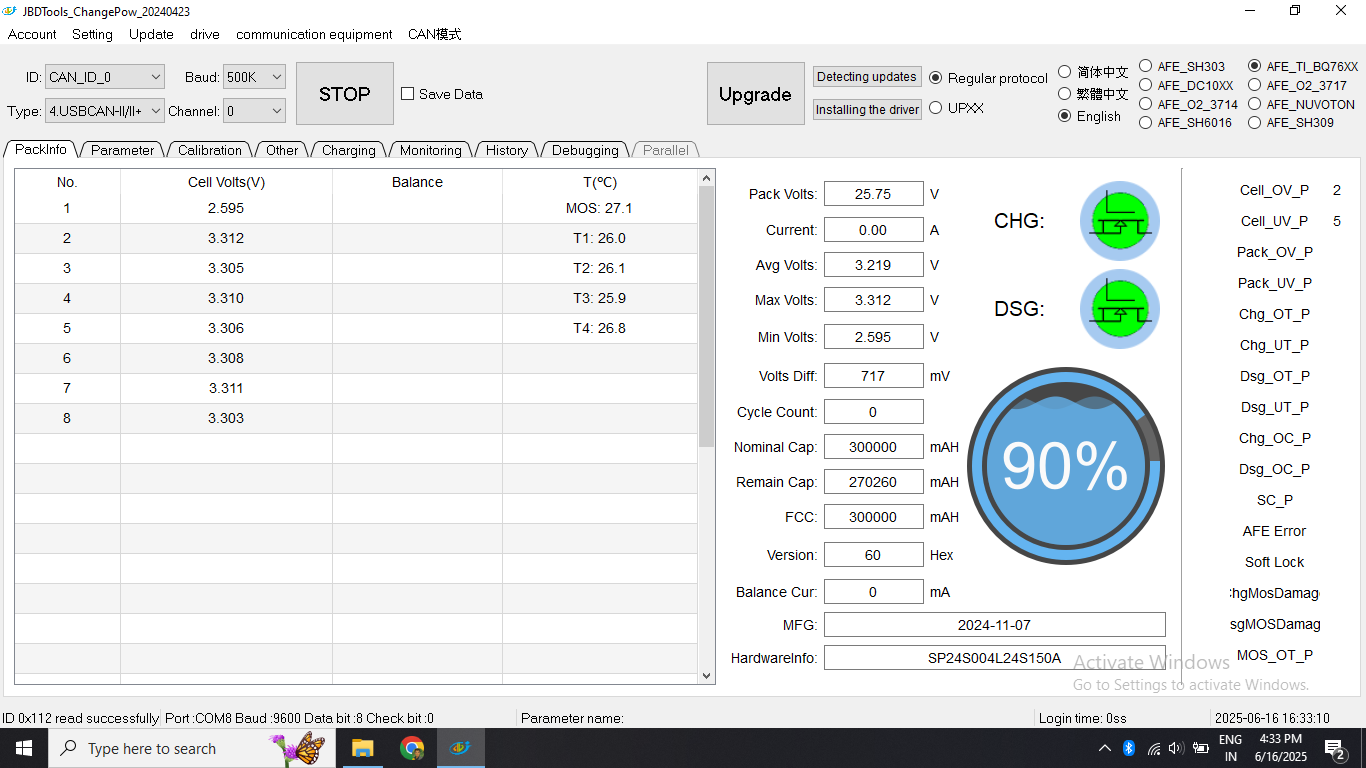 JBDTools_ChangePow_20240423
Account Setting Update drive communication equipment CAN模式
ID: CAN_ID_0 Baud: 500K STOP Save Data Upgrade Detecting updates Regular protocol 简体中文 AFE_SH303 AFE_TI_BQ76XX
繁體中文 AFE_DC10XX AFE_O2_3717
Type: 4.USBCAN-II/II+ Channel: 0 Installing the driver UPXX English AFE_O2_3714 AFE_NUVOTON
AFE_SH6016 AFE_SH309
PackInfo Parameter Calibration Other Charging Monitoring History Debugging Parallel
No. Cell Volts(V) Balance T(℃)
1 2.595 MOS: 27.1
2 3.312 T1: 26.0
3 3.305 T2: 26.1
4 3.310 T3: 25.9
5 3.306 T4: 26.8
6 3.308
7 3.311
8 3.303
Pack Volts: 25.75 V
Current: 0.00 A
Avg Volts: 3.219 V
Max Volts: 3.312 V
Min Volts: 2.595 V
Volts Diff: 717 mV
Cycle Count: 0
Nominal Cap: 300000 mAH
Remain Cap: 270260 mAH
FCC: 300000 mAH
Version: 60 Hex
Balance Cur: 0 mA
MFG: 2024-11-07
HardwareInfo: SP24S004L24S150A
CHG:
DSG:
90%
Cell_OV_P 2
Cell_UV_P 5
Pack_OV_P
Pack_UV_P
Chg_OT_P
Chg_UT_P
Dsg_OT_P
Dsg_UT_P
Chg_OC_P
Dsg_OC_P
SC_P
AFE Error
Soft Lock
hgMosDamag
sgMOSDamag
MOS_OT_P
Activate Windows
Go to Settings to activate Windows.
ID 0x112 read successfully Port :COM8 Baud :9600 Data bit :8 Check bit :0 Parameter name: Login time: 0ss 2025-06-16 16:33:10
Type here to search
ENG 4:33 PM
IN 6/16/2025 2